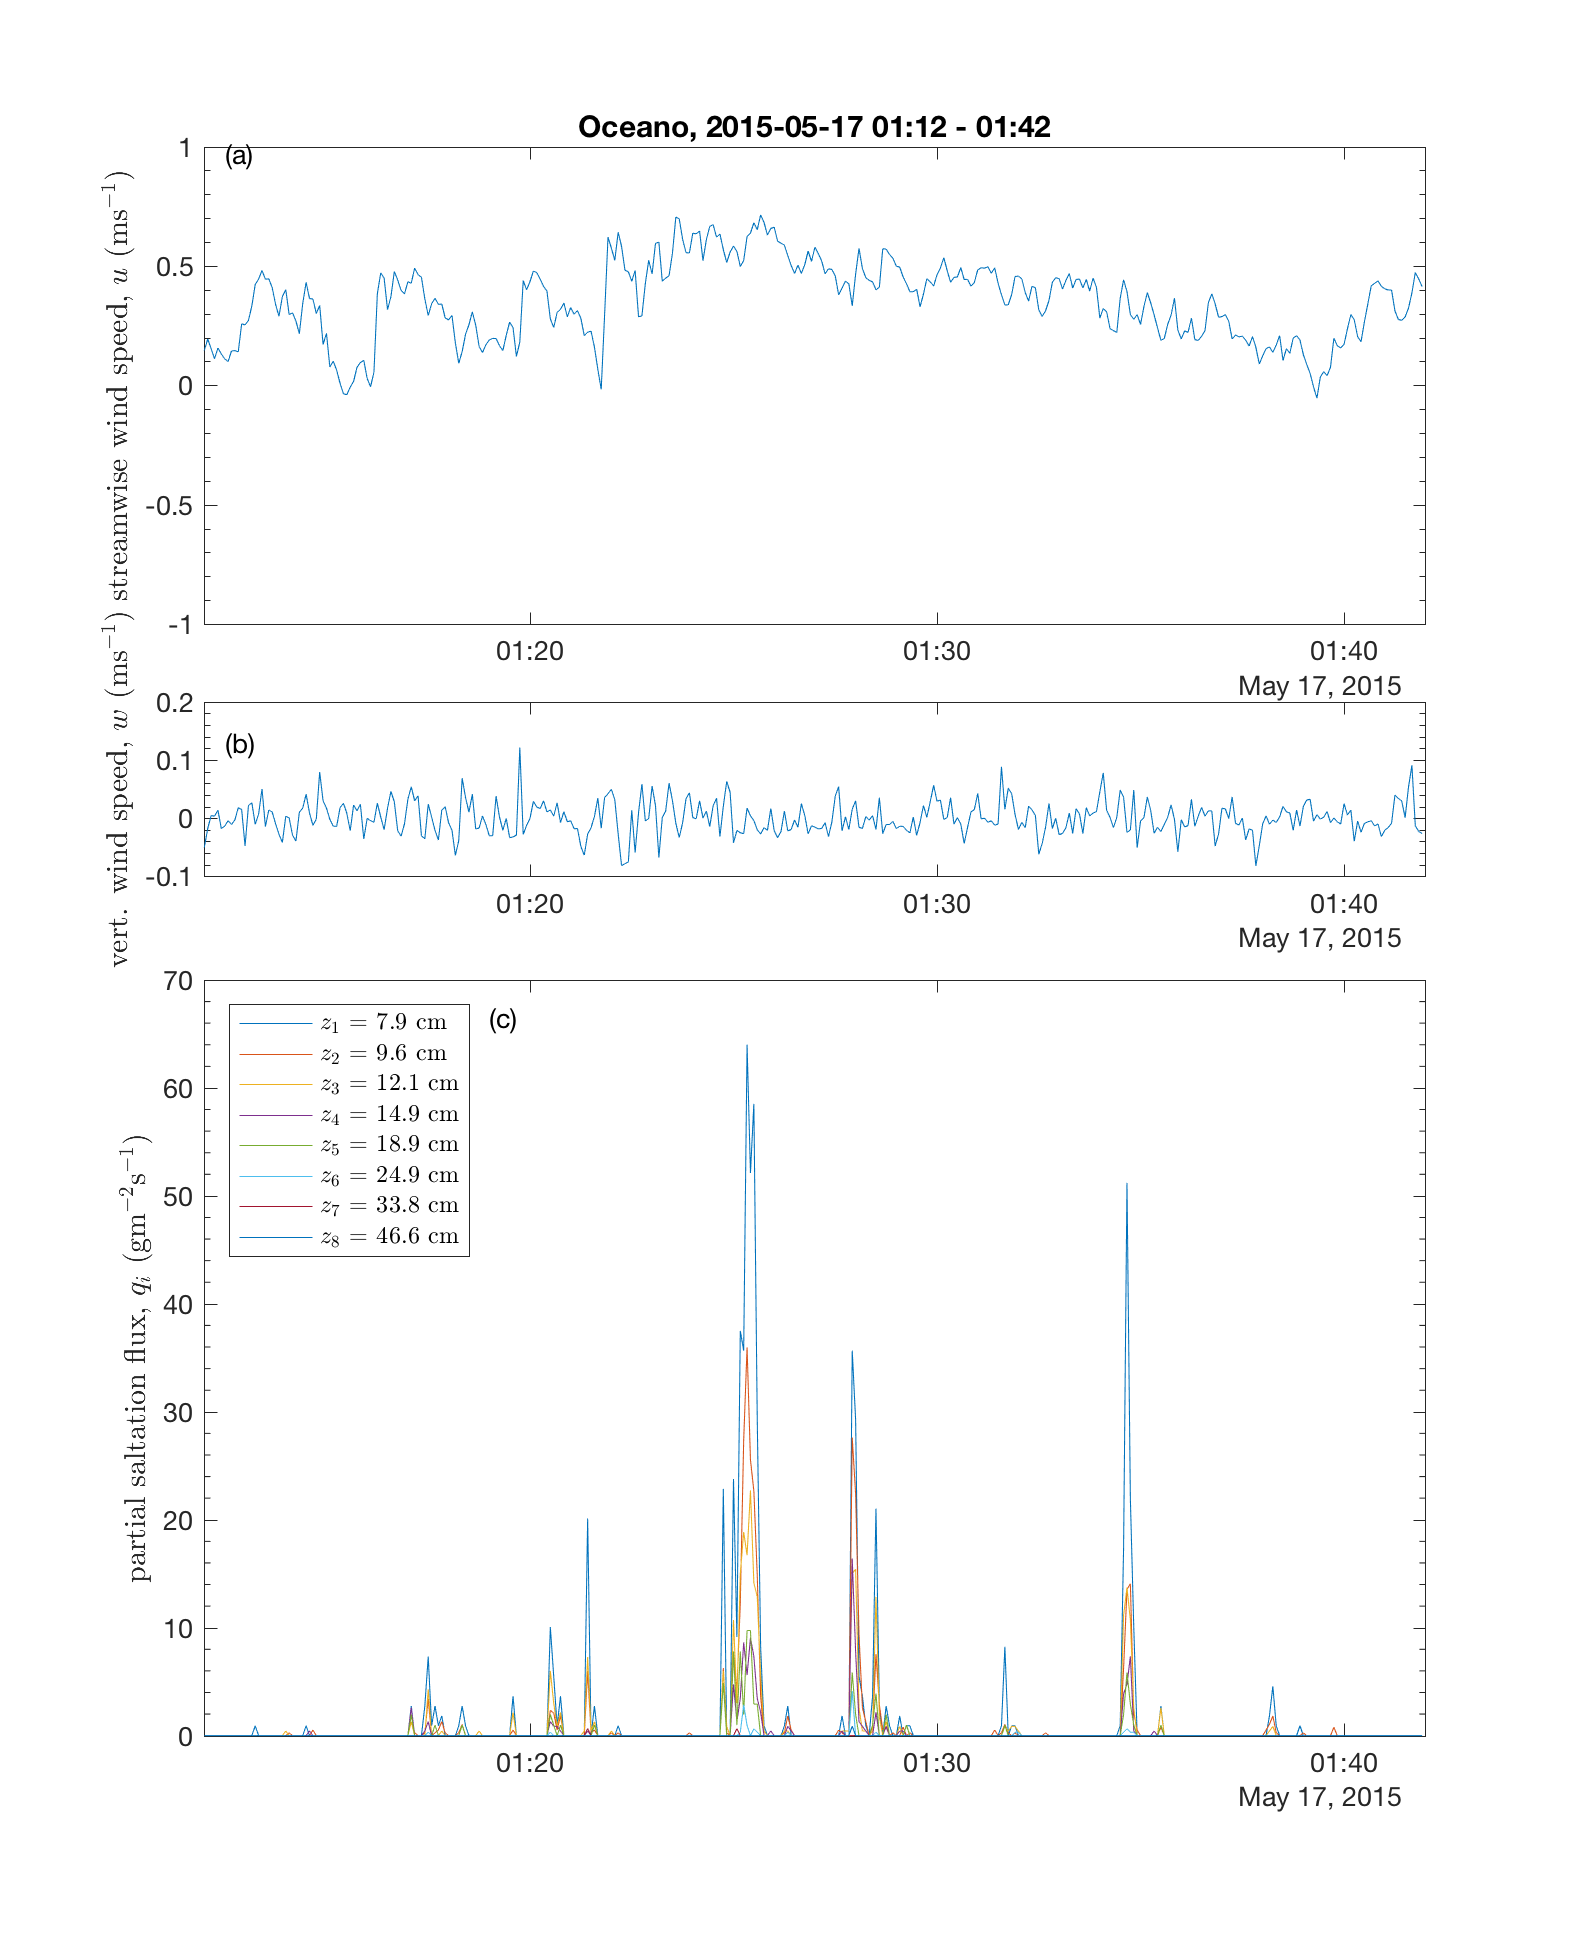 Oceano, 2015-05-17 01:12 - 01:42
(a)
streamwise wind speed, u (ms⁻¹)
1
0.5
0
-0.5
-1
01:20 01:30 01:40
May 17, 2015
(b)
vert. wind speed, w (ms⁻¹)
0.2
0.1
0
-0.1
01:20 01:30 01:40
May 17, 2015
(c)
partial saltation flux, qᵢ (gm⁻²s⁻¹)
70
60
50
40
30
20
10
0
z₁ = 7.9 cm
z₂ = 9.6 cm
z₃ = 12.1 cm
z₄ = 14.9 cm
z₅ = 18.9 cm
z₆ = 24.9 cm
z₇ = 33.8 cm
z₈ = 46.6 cm
01:20 01:30 01:40
May 17, 2015